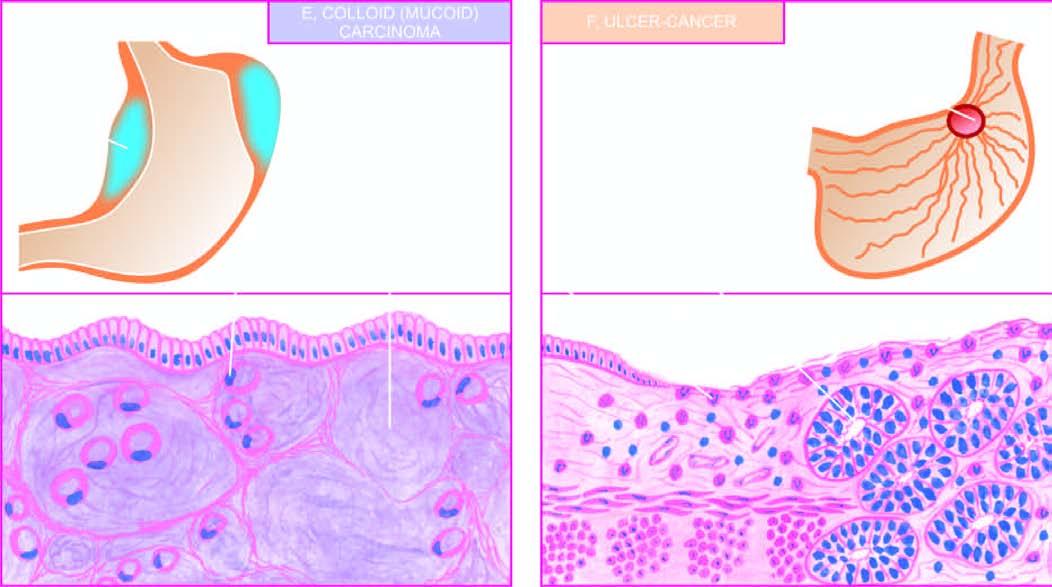 E, COLLOID (MUCOID)
CARCINOMA
F, ULCER-CANCER